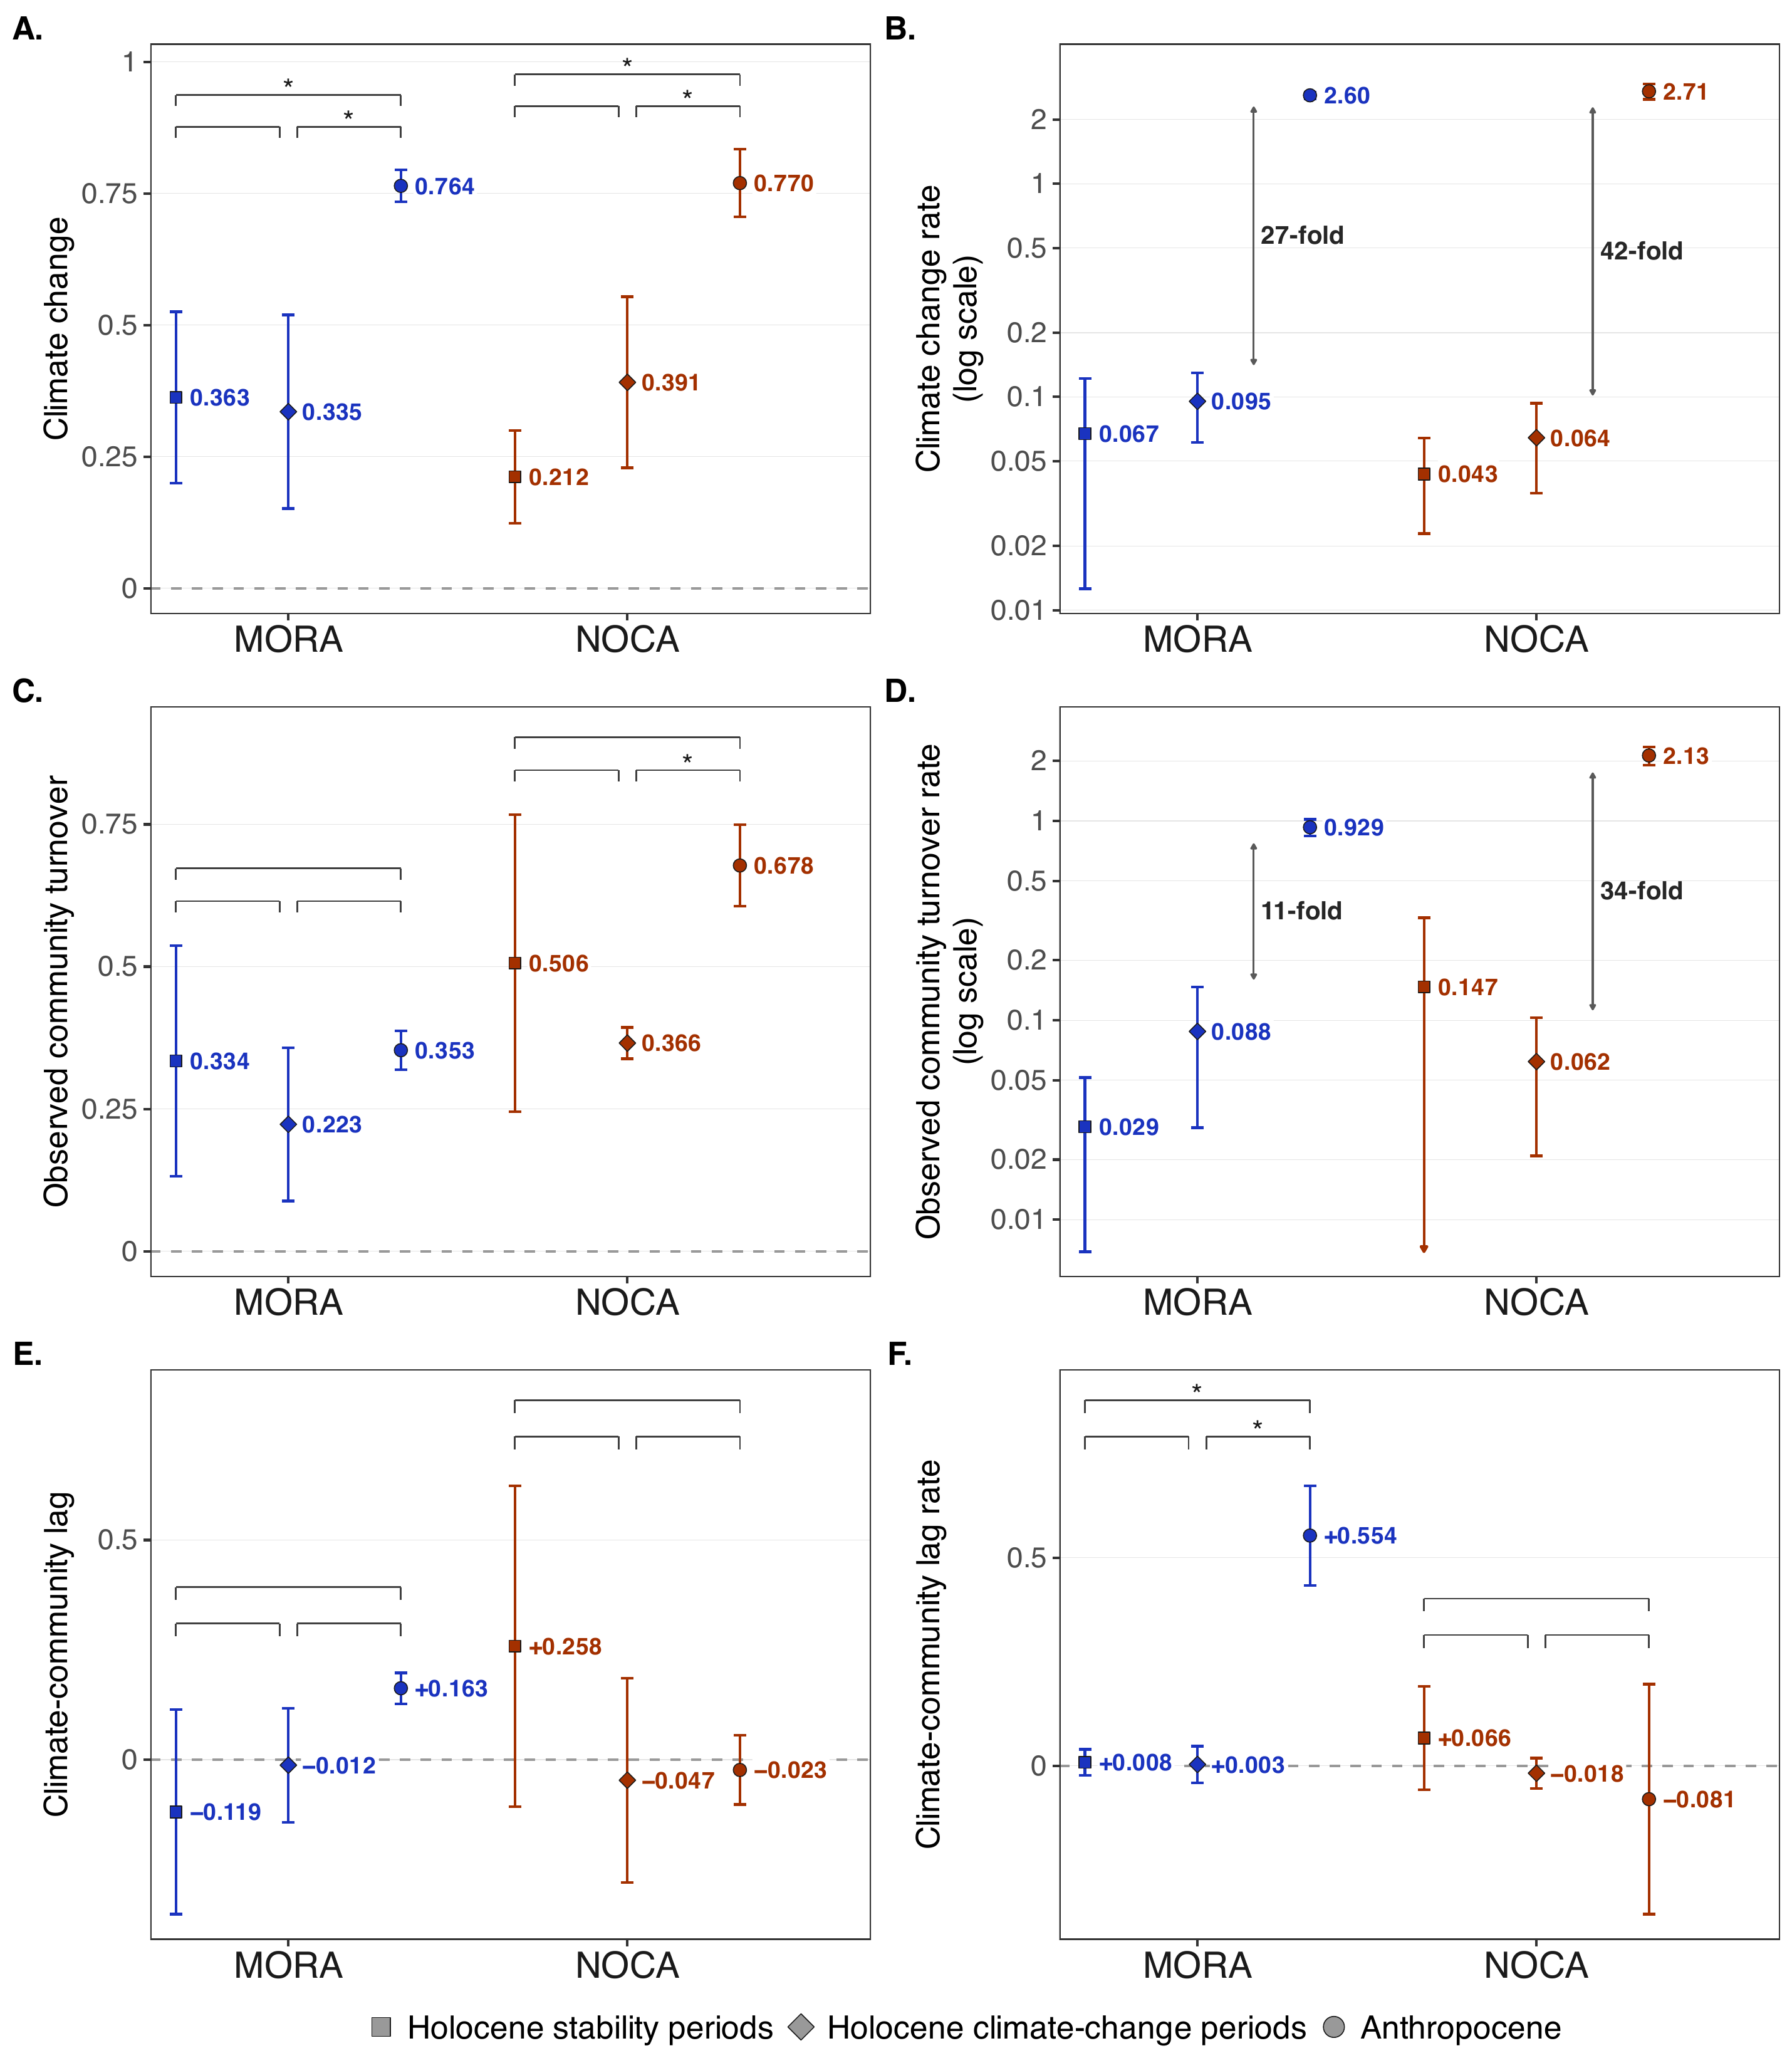 A.
Climate change
1
0.75
0.5
0.25
0
*
*
*
*
0.363
0.335
0.764
0.212
0.391
0.770
MORA
NOCA
B.
Climate change rate
(log scale)
2
1
0.5
0.2
0.1
0.05
0.02
0.01
0.067
0.095
2.60
27-fold
0.043
0.064
2.71
42-fold
MORA
NOCA
C.
Observed community turnover
0.75
0.5
0.25
0
*
0.334
0.223
0.353
0.506
0.366
0.678
MORA
NOCA
D.
Observed community turnover rate
(log scale)
2
1
0.5
0.2
0.1
0.05
0.02
0.01
0.029
0.088
0.929
11-fold
0.147
0.062
2.13
34-fold
MORA
NOCA
E.
Climate-community lag
0.5
0
−0.119
−0.012
+0.163
+0.258
−0.047
−0.023
MORA
NOCA
F.
Climate-community lag rate
0.5
0
*
*
+0.008
+0.003
+0.554
+0.066
−0.018
−0.081
MORA
NOCA
Holocene stability periods Holocene climate-change periods Anthropocene